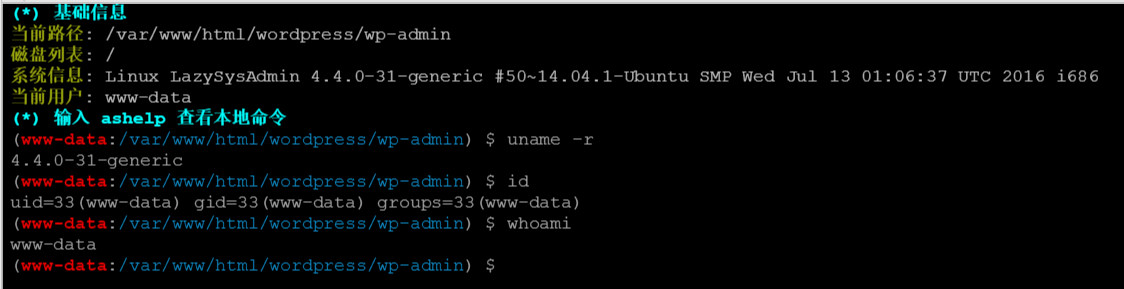 (*) 基础信息
当前路径: /var/www/html/wordpress/wp-admin
磁盘列表: /
系统信息: Linux LazySysAdmin 4.4.0-31-generic #50~14.04.1-Ubuntu SMP Wed Jul 13 01:06:37 UTC 2016 i686
当前用户: www-data
(*) 输入 ashelp 查看本地命令
(www-data:/var/www/html/wordpress/wp-admin) $ uname -r
4.4.0-31-generic
(www-data:/var/www/html/wordpress/wp-admin) $ id
uid=33(www-data) gid=33(www-data) groups=33(www-data)
(www-data:/var/www/html/wordpress/wp-admin) $ whoami
www-data
(www-data:/var/www/html/wordpress/wp-admin) $